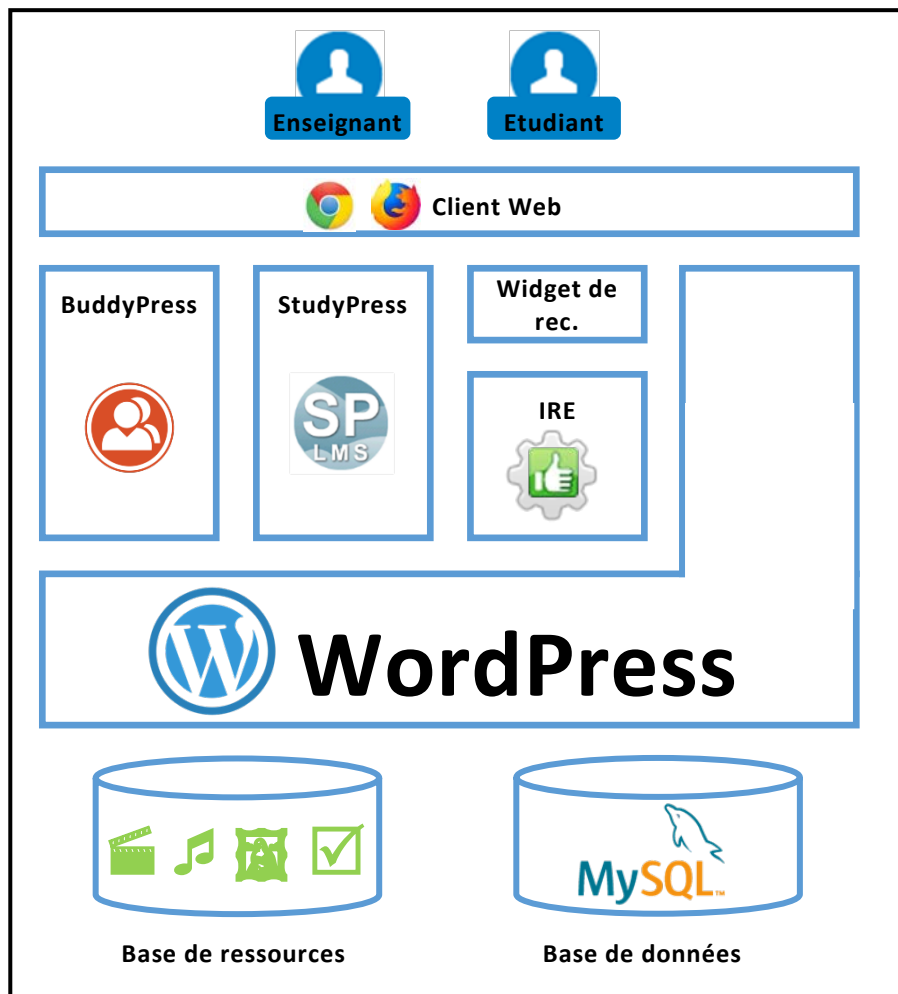 Enseignant
Etudiant
Client Web
BuddyPress
StudyPress
Widget de
rec.
SP
LMS
IRE
W
WordPress
MySQL™
Base de ressources
Base de données